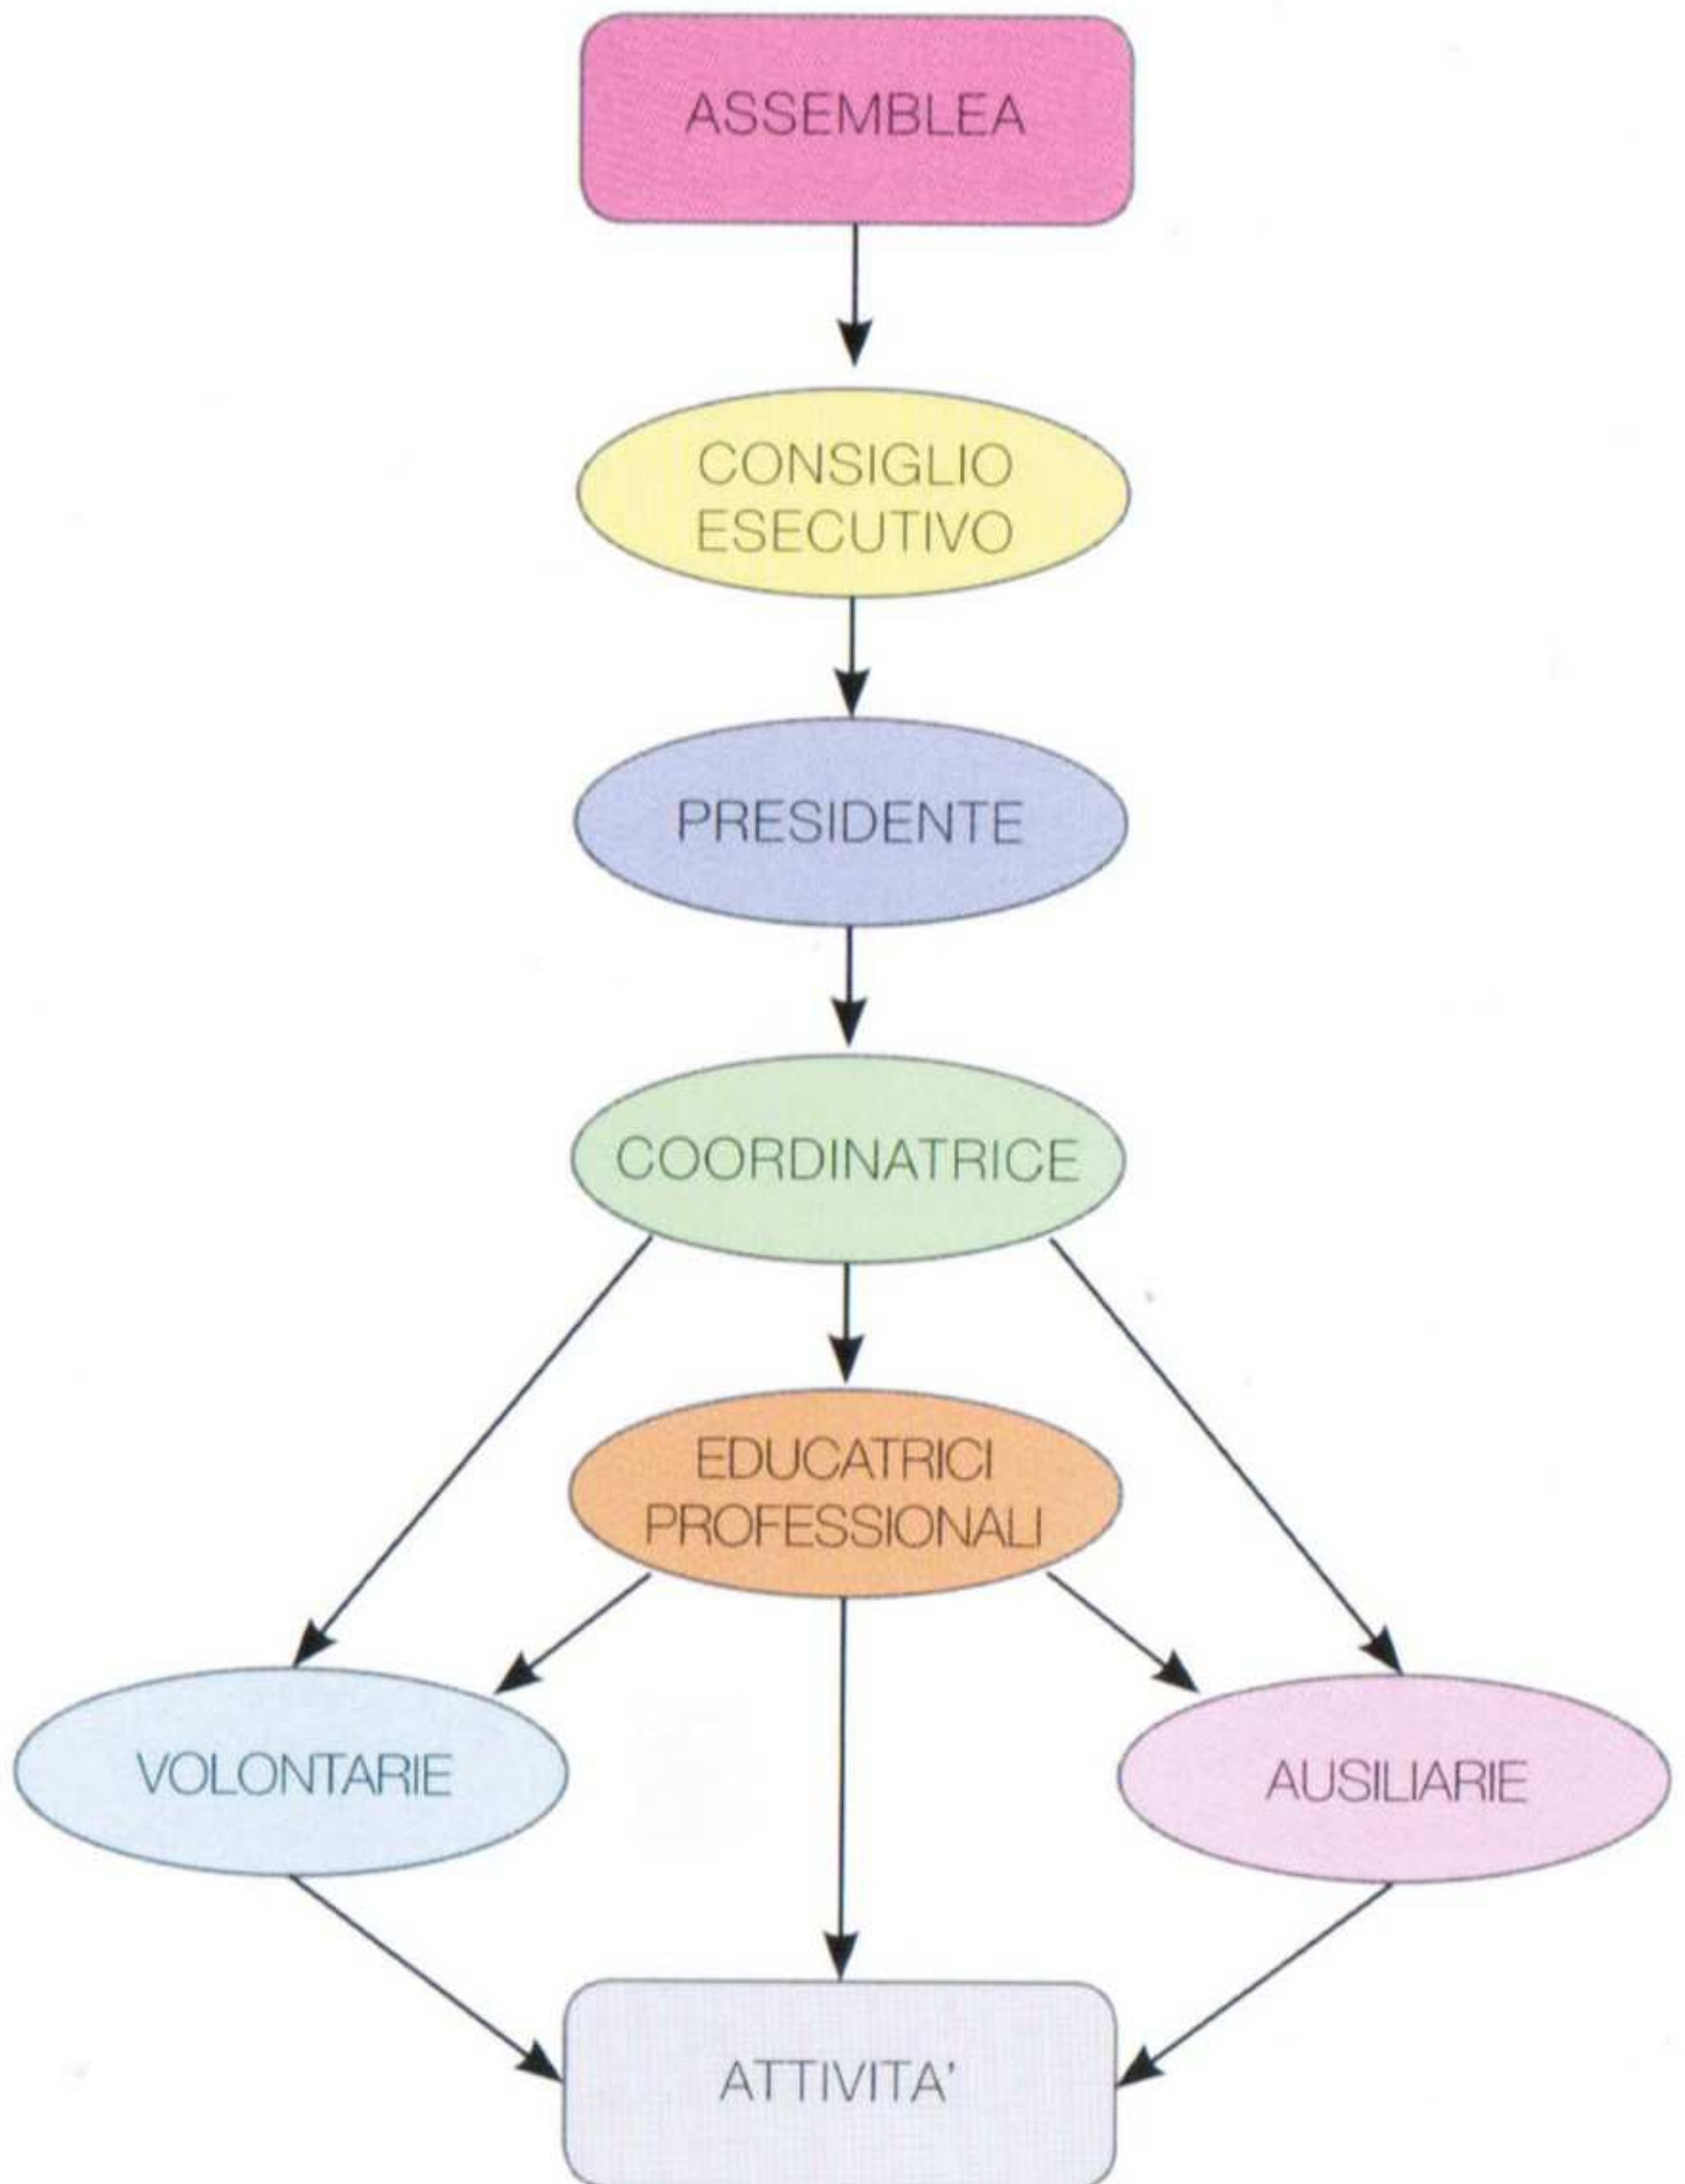 ASSEMBLEA
CONSIGLIO
ESECUTIVO
PRESIDENTE
COORDINATRICE
EDUCATRICI
PROFESSIONALI
VOLONTARIE
AUSILIARIE
ATTIVITA'